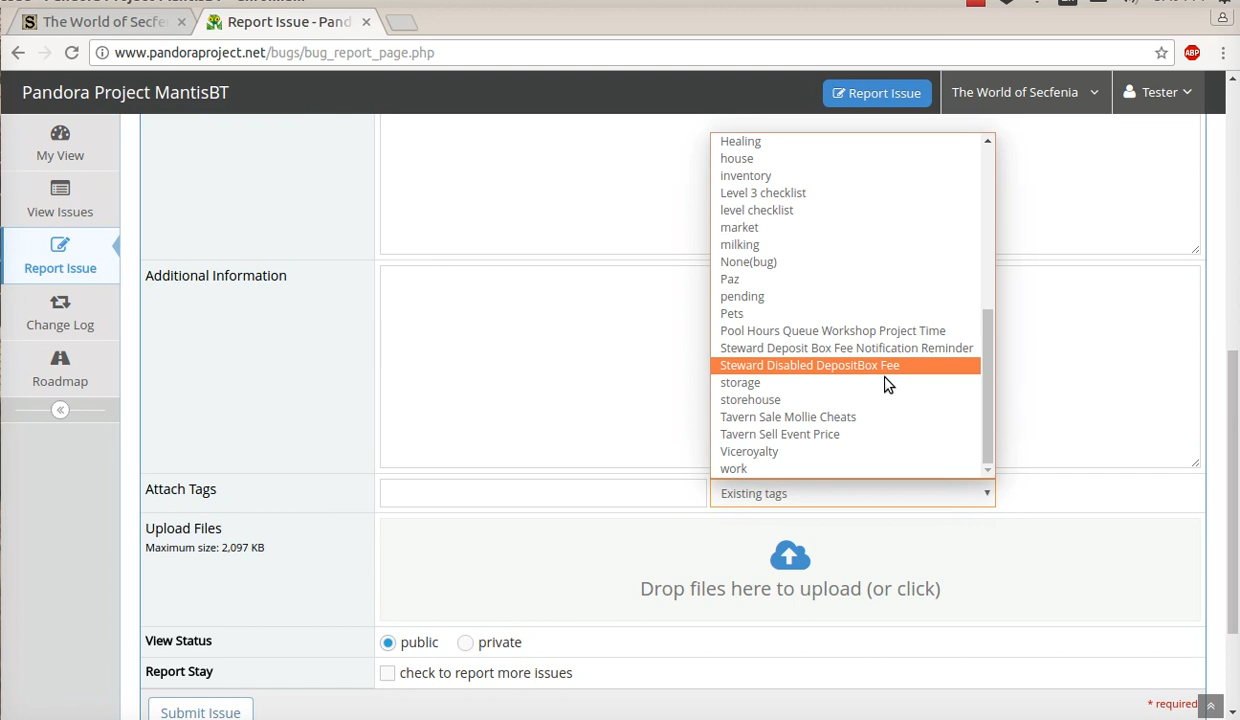 The World of Secfe
Report Issue - Pand
www.pandoraproject.net/bugs/bug_report_page.php
ABP
Pandora Project MantisBT
Report Issue
The World of Secfenia
Tester
My View
View Issues
Report Issue
Change Log
Roadmap
Healing
house
inventory
Level 3 checklist
level checklist
market
milking
None(bug)
Paz
pending
Pets
Pool Hours Queue Workshop Project Time
Steward Deposit Box Fee Notification Reminder
Steward Disabled DepositBox Fee
storage
storehouse
Tavern Sale Mollie Cheats
Tavern Sell Event Price
Viceroyalty
work
Additional Information
Attach Tags
Existing tags
Upload Files
Maximum size: 2,097 KB
Drop files here to upload (or click)
View Status
public
private
Report Stay
check to report more issues
* required
Submit Issue